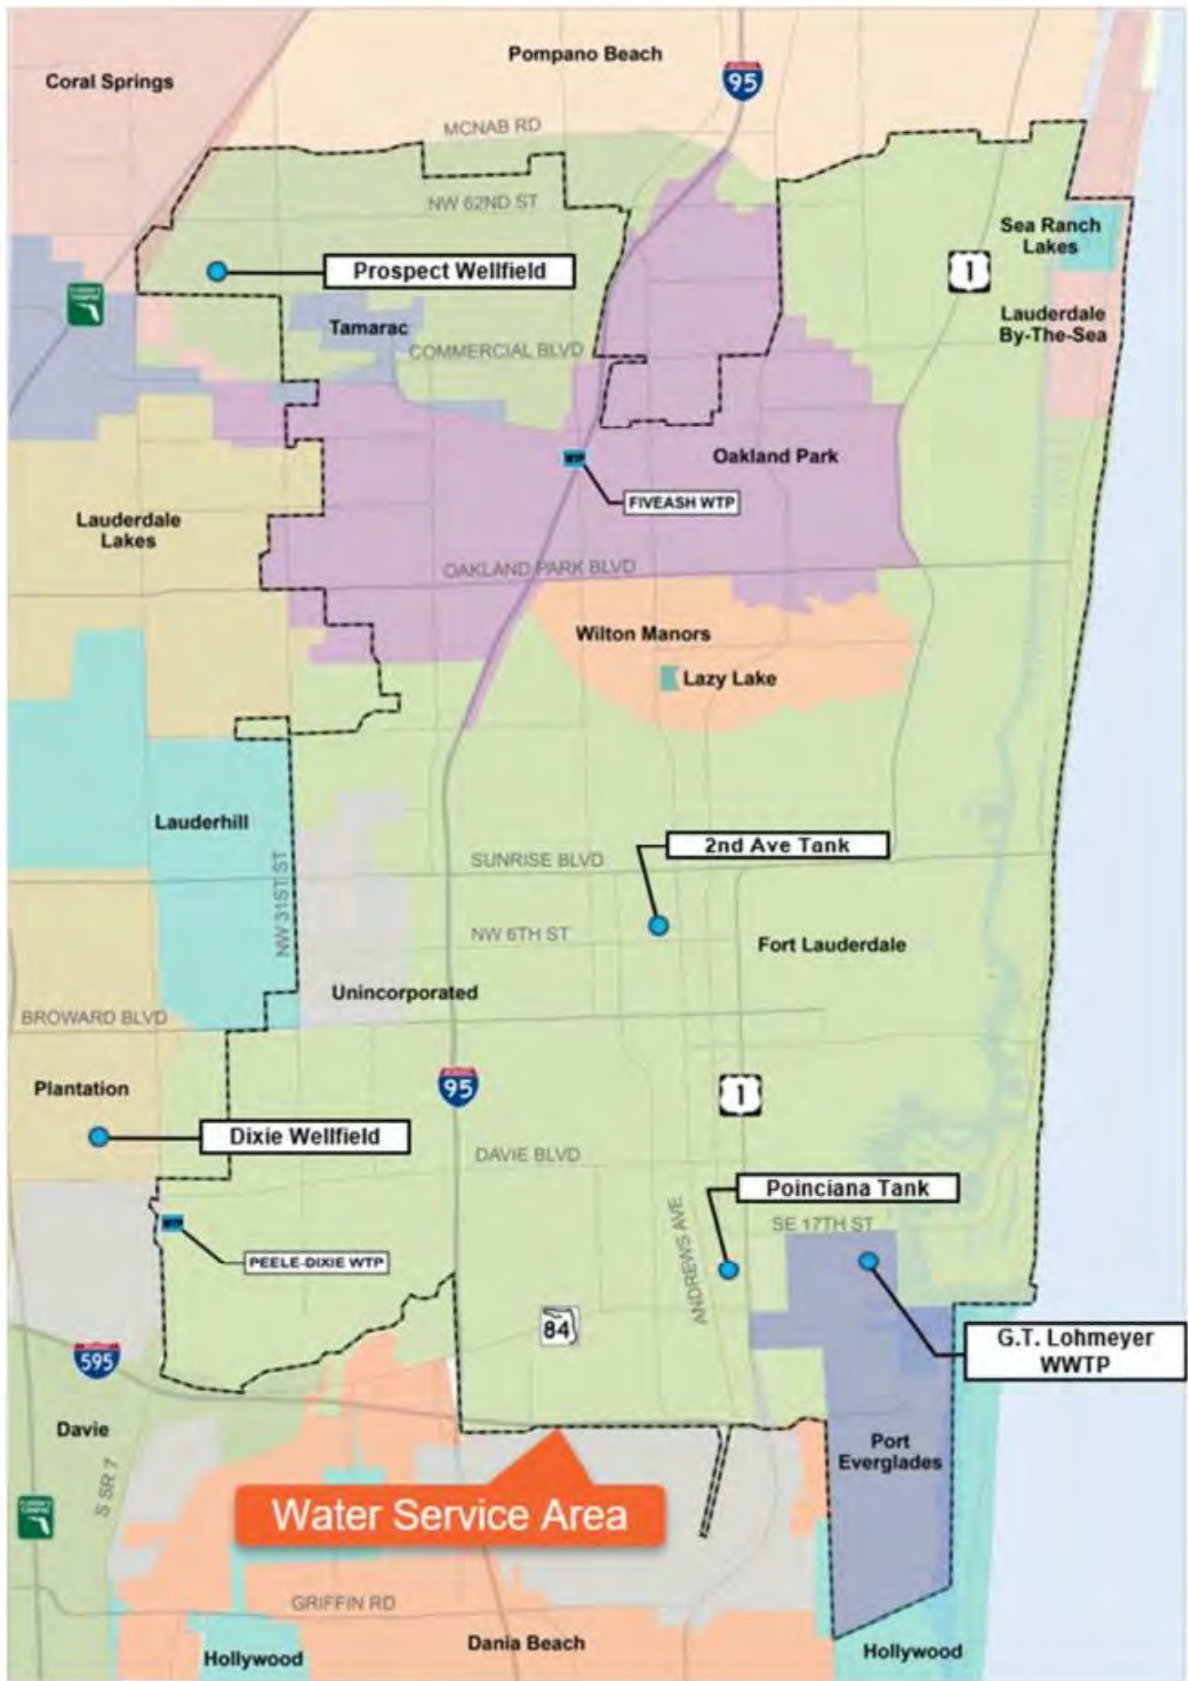 Pompano Beach
Coral Springs
95
MCNAB RD
NW 62ND ST
Sea Ranch
Lakes
Prospect Wellfield
1
Lauderdale
By-The-Sea
Tamarac
COMMERCIAL BLVD
Oakland Park
WTP
FIVEASH WTP
Lauderdale
Lakes
OAKLAND PARK BLVD
Wilton Manors
Lazy Lake
Lauderhill
2nd Ave Tank
SUNRISE BLVD
NW 31ST ST
NW 6TH ST
Fort Lauderdale
Unincorporated
BROWARD BLVD
Plantation
95
1
Dixie Wellfield
DAVIE BLVD
Poinciana Tank
ANDREWS AVE
SE 17TH ST
WTP
PEELE-DIXIE WTP
84
G.T. Lohmeyer
WWTP
595
Davie
Port
Everglades
S SR 7
Water Service Area
GRIFFIN RD
Dania Beach
Hollywood
Hollywood